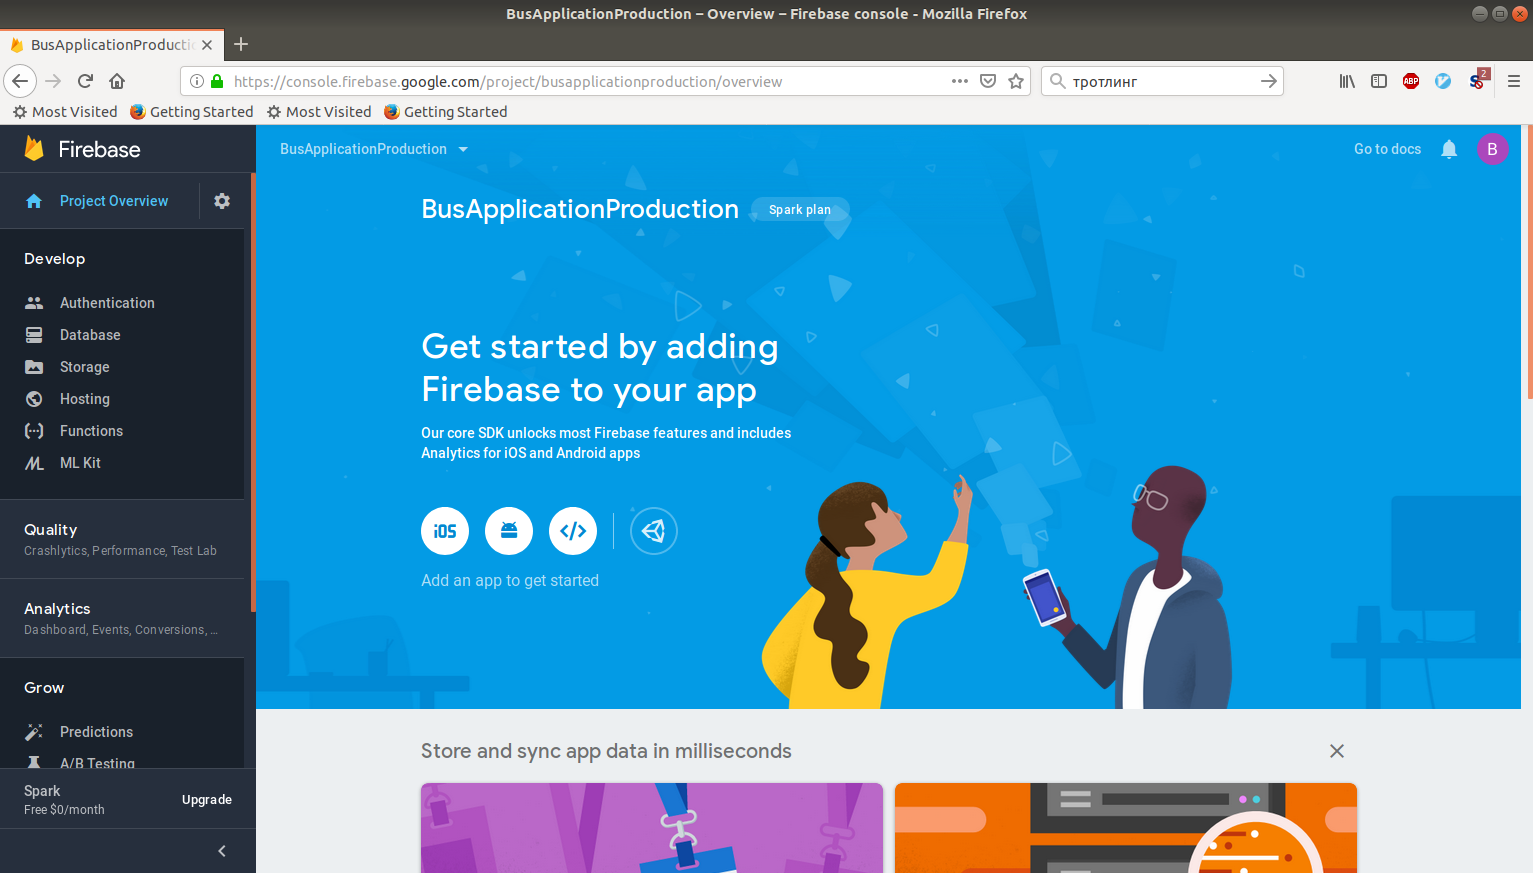 BusApplicationProduction – Overview – Firebase console - Mozilla Firefox
BusApplicationProductio
https://console.firebase.google.com/project/busapplicationproduction/overview
тротлинг
ABP
S
2
Most Visited
Getting Started
Most Visited
Getting Started
Firebase
BusApplicationProduction
Go to docs
B
Project Overview
BusApplicationProduction
Spark plan
Develop
Authentication
Database
Storage
Hosting
Functions
ML Kit
Get started by adding
Firebase to your app
Our core SDK unlocks most Firebase features and includes
Analytics for iOS and Android apps
iOS
Add an app to get started
Quality
Crashlytics, Performance, Test Lab
Analytics
Dashboard, Events, Conversions, ...
Grow
Predictions
A/B Testing
Spark
Free $0/month
Upgrade
Store and sync app data in milliseconds